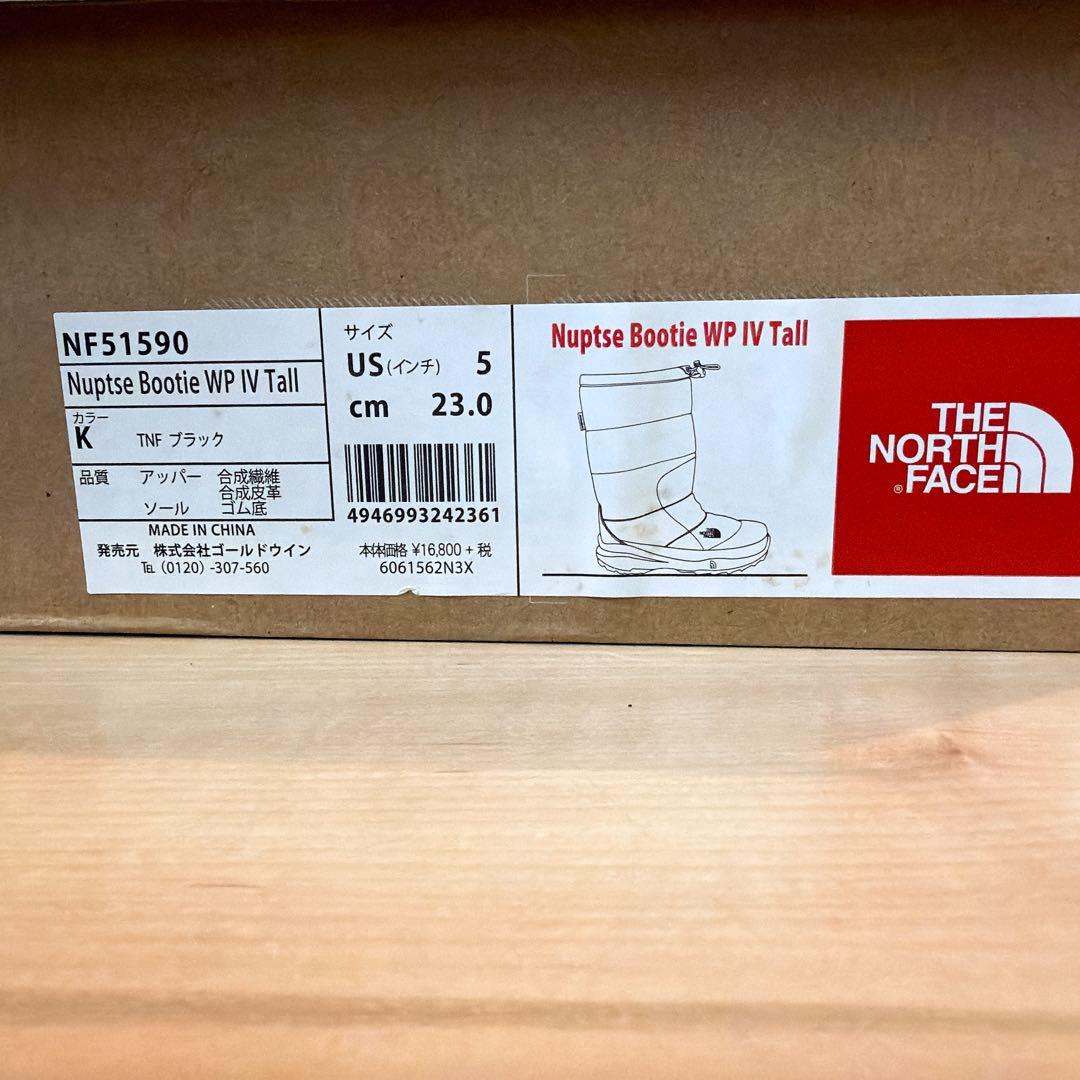 NF51590
Nuptse Bootie WP IV Tall
カラー
K TNF ブラック
品質 アッパー 合成繊維
合成皮革
ソール ゴム底
MADE IN CHINA
発売元 株式会社ゴールドウイン
℡ (0120) -307-560
サイズ
US (インチ) 5
cm 23.0
4946993242361
本体価格 ¥16,800 + 税
6061562N3X
Nuptse Bootie WP IV Tall
THE
NORTH
FACE
®